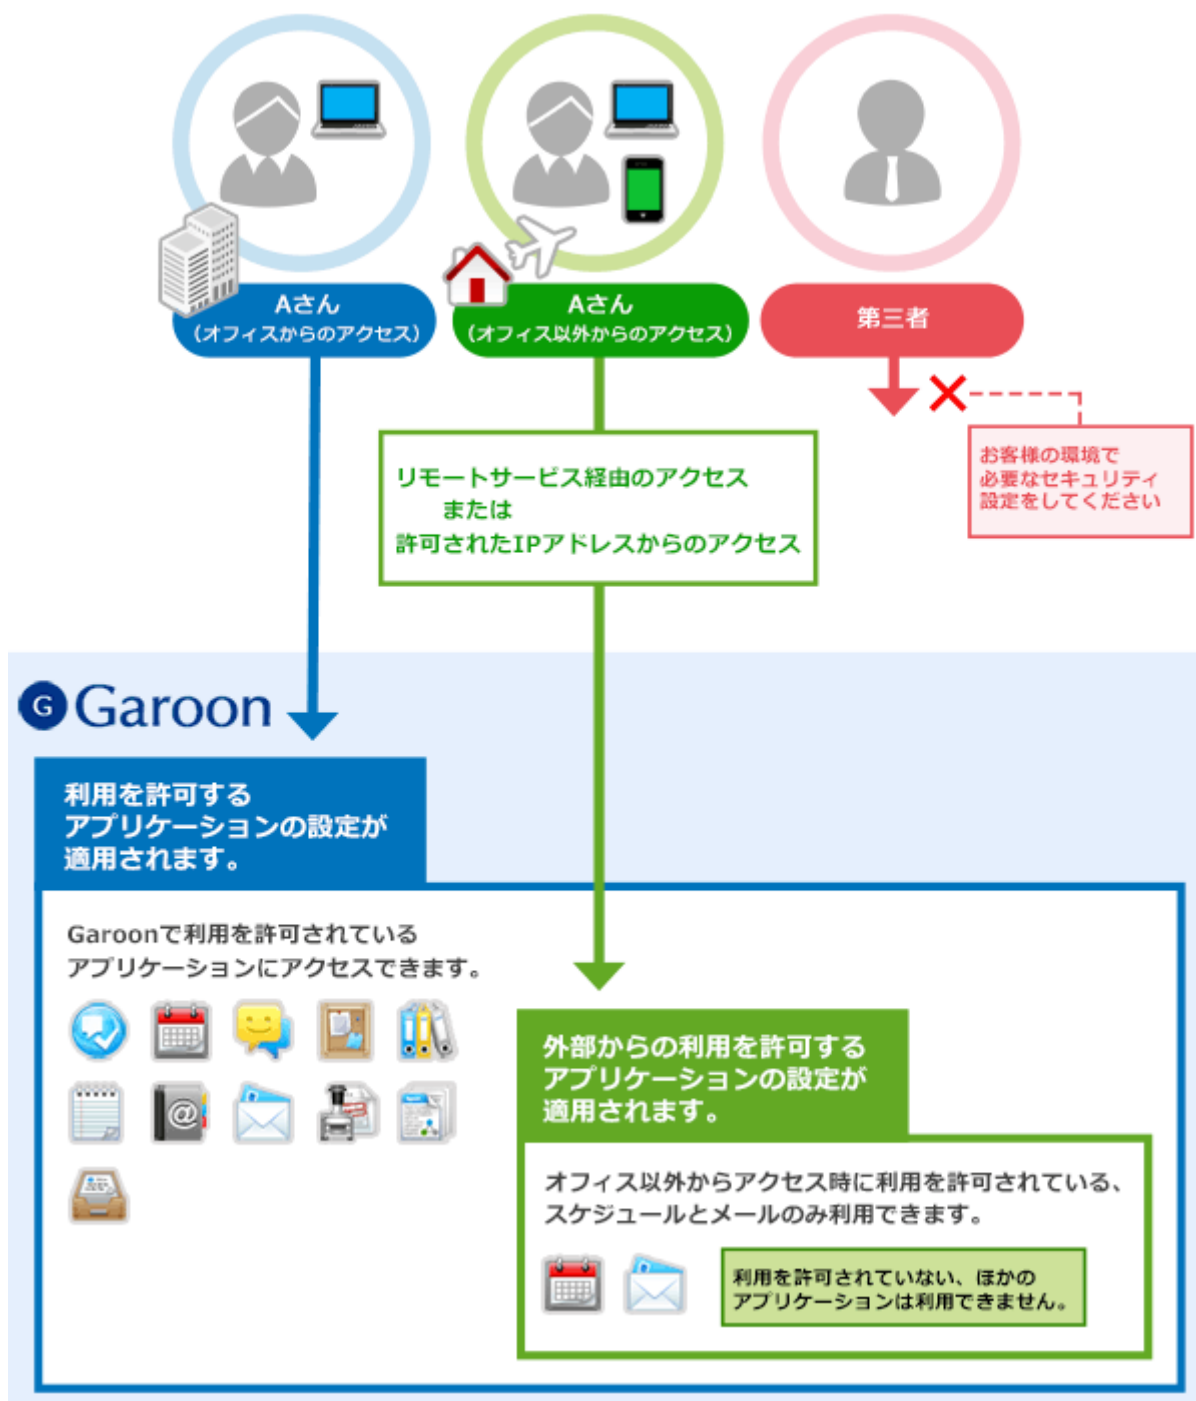 Aさん
（オフィスからのアクセス）
Aさん
（オフィス以外からのアクセス）
第三者
お客様の環境で
必要なセキュリティ
設定をしてください
リモートサービス経由のアクセス
または
許可されたIPアドレスからのアクセス
G Garoon
利用を許可する
アプリケーションの設定が
適用されます。
Garoonで利用を許可されている
アプリケーションにアクセスできます。
外部からの利用を許可する
アプリケーションの設定が
適用されます。
オフィス以外からアクセス時に利用を許可されている、
スケジュールとメールのみ利用できます。
利用を許可されていない、ほかの
アプリケーションは利用できません。